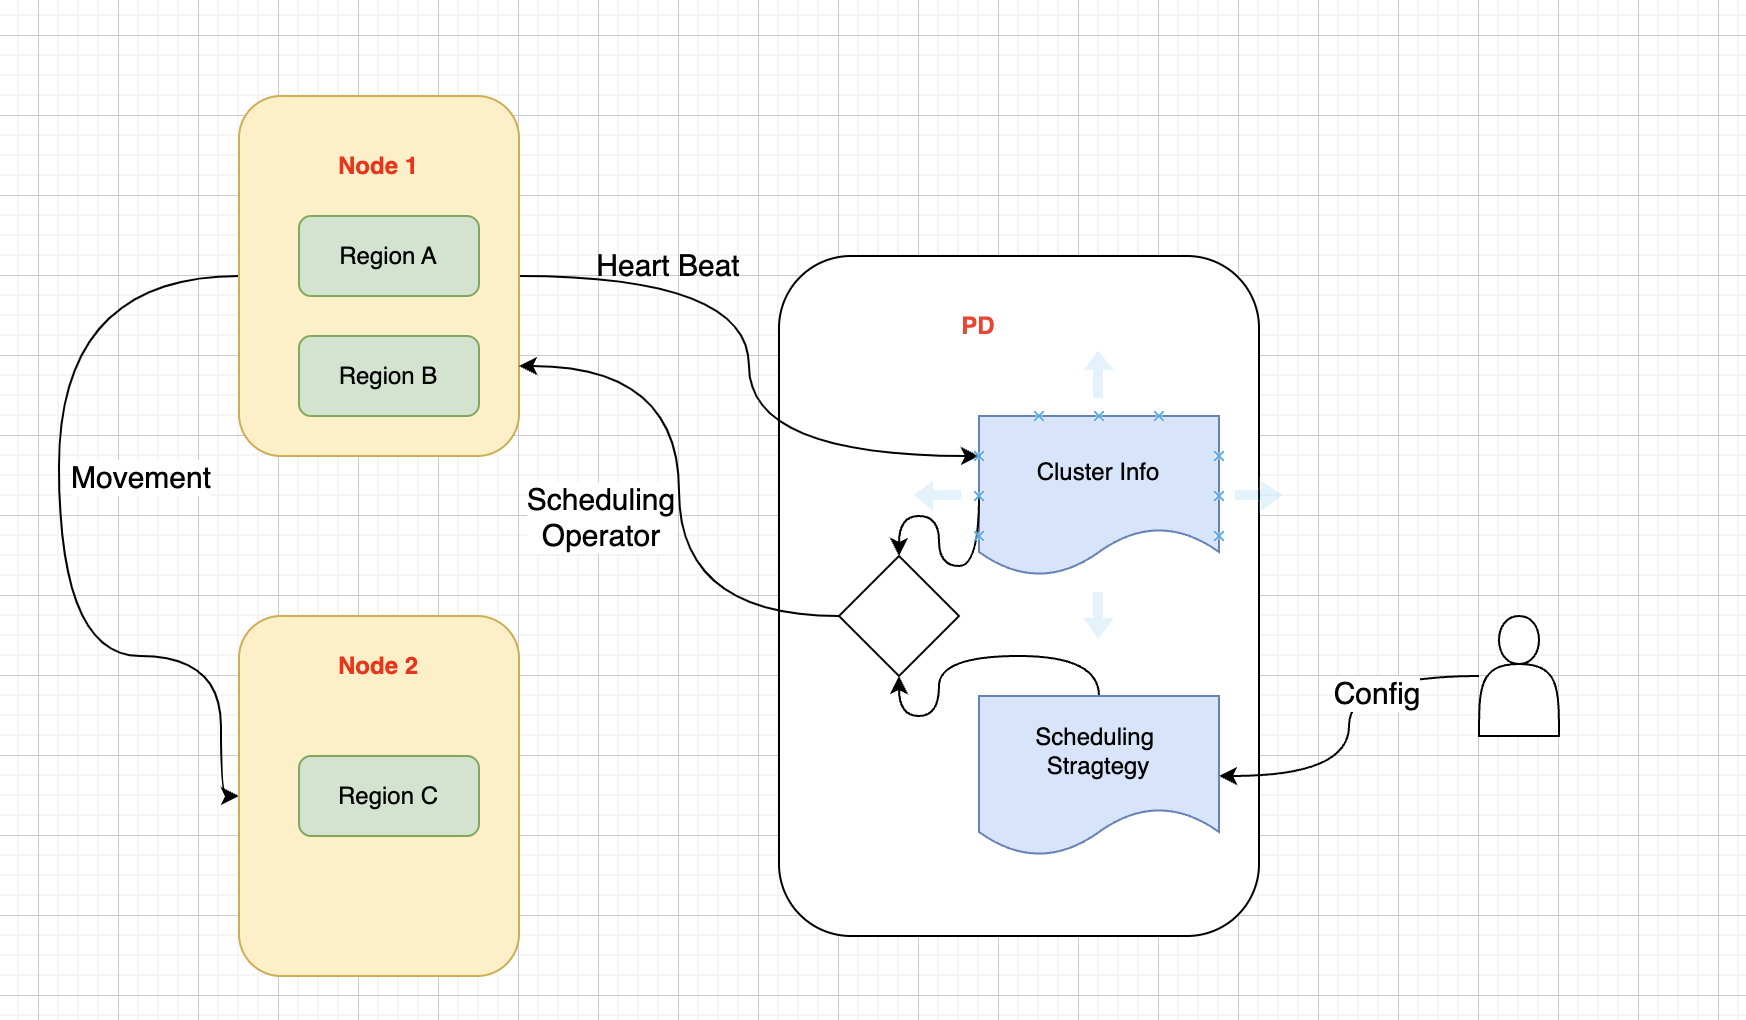 Node 1
Region A
Region B
Heart Beat
PD
Cluster Info
Movement
Scheduling
Operator
Node 2
Region C
Scheduling
Stragtegy
Config